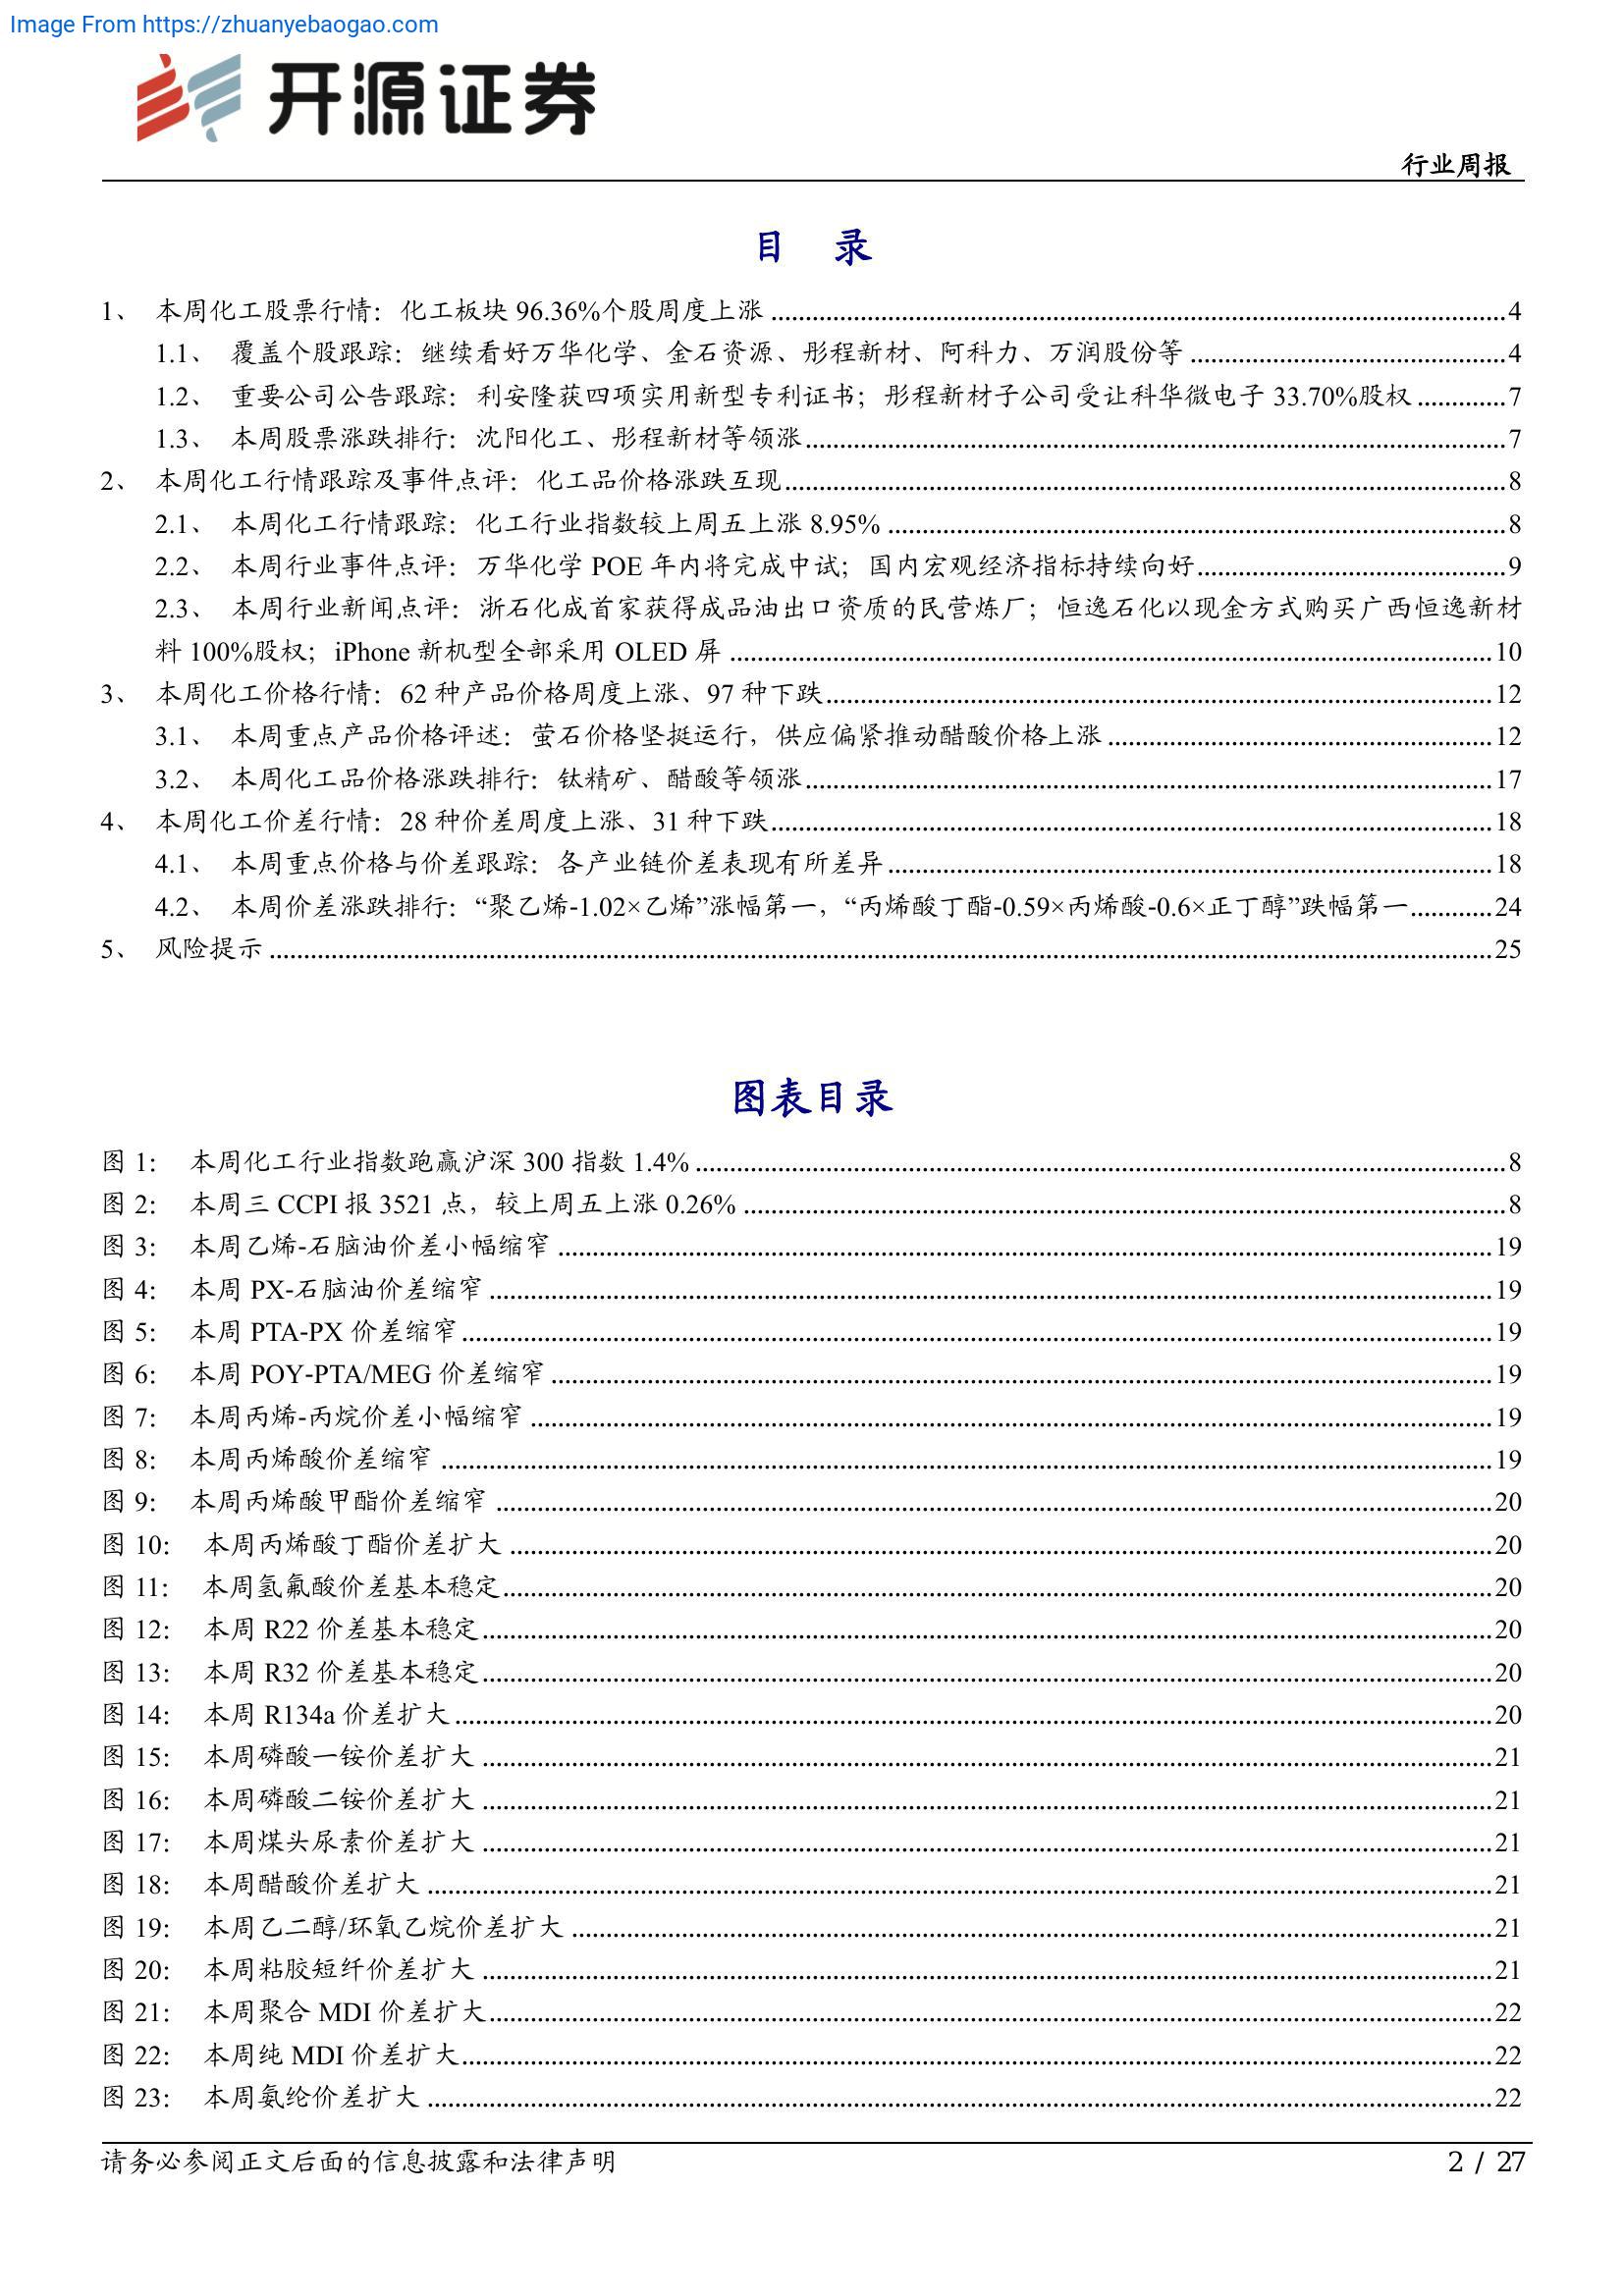 Image From https://zhuanyebaogao.com
开源证券
行业周报
目 录
1、 本周化工股票行情：化工板块 96.36%个股周度上涨 4
1.1、 覆盖个股跟踪：继续看好万华化学、金石资源、彤程新材、阿科力、万润股份等 4
1.2、 重要公司公告跟踪：利安隆获四项实用新型专利证书；彤程新材子公司受让科华微电子 33.70%股权 7
1.3、 本周股票涨跌排行：沈阳化工、彤程新材等领涨 7
2、 本周化工行情跟踪及事件点评：化工品价格涨跌互现 8
2.1、 本周化工行情跟踪：化工行业指数较上周五上涨 8.95% 8
2.2、 本周行业事件点评：万华化学 POE 年内将完成中试；国内宏观经济指标持续向好 9
2.3、 本周行业新闻点评：浙石化成首家获得成品油出口资质的民营炼厂；恒逸石化以现金方式购买广西恒逸新材
料 100%股权；iPhone 新机型全部采用 OLED 屏 10
3、 本周化工价格行情：62 种产品价格周度上涨、97 种下跌 12
3.1、 本周重点产品价格评述：萤石价格坚挺运行，供应偏紧推动醋酸价格上涨 12
3.2、 本周化工品价格涨跌排行：钛精矿、醋酸等领涨 17
4、 本周化工价差行情：28 种价差周度上涨、31 种下跌 18
4.1、 本周重点价格与价差跟踪：各产业链价差表现有所差异 18
4.2、 本周价差涨跌排行：“聚乙烯-1.02×乙烯”涨幅第一，“丙烯酸丁酯-0.59×丙烯酸-0.6×正丁醇”跌幅第一 24
5、 风险提示 25
图表目录
图 1： 本周化工行业指数跑赢沪深 300 指数 1.4% 8
图 2： 本周三 CCPI 报 3521 点，较上周五上涨 0.26% 8
图 3： 本周乙烯-石脑油价差小幅缩窄 19
图 4： 本周 PX-石脑油价差缩窄 19
图 5： 本周 PTA-PX 价差缩窄 19
图 6： 本周 POY-PTA/MEG 价差缩窄 19
图 7： 本周丙烯-丙烷价差小幅缩窄 19
图 8： 本周丙烯酸价差缩窄 19
图 9： 本周丙烯酸甲酯价差缩窄 20
图 10： 本周丙烯酸丁酯价差扩大 20
图 11： 本周氢氟酸价差基本稳定 20
图 12： 本周 R22 价差基本稳定 20
图 13： 本周 R32 价差基本稳定 20
图 14： 本周 R134a 价差扩大 20
图 15： 本周磷酸一铵价差扩大 21
图 16： 本周磷酸二铵价差扩大 21
图 17： 本周煤头尿素价差扩大 21
图 18： 本周醋酸价差扩大 21
图 19： 本周乙二醇/环氧乙烷价差扩大 21
图 20： 本周粘胶短纤价差扩大 21
图 21： 本周聚合 MDI 价差扩大 22
图 22： 本周纯 MDI 价差扩大 22
图 23： 本周氨纶价差扩大 22
请务必参阅正文后面的信息披露和法律声明 2 / 27